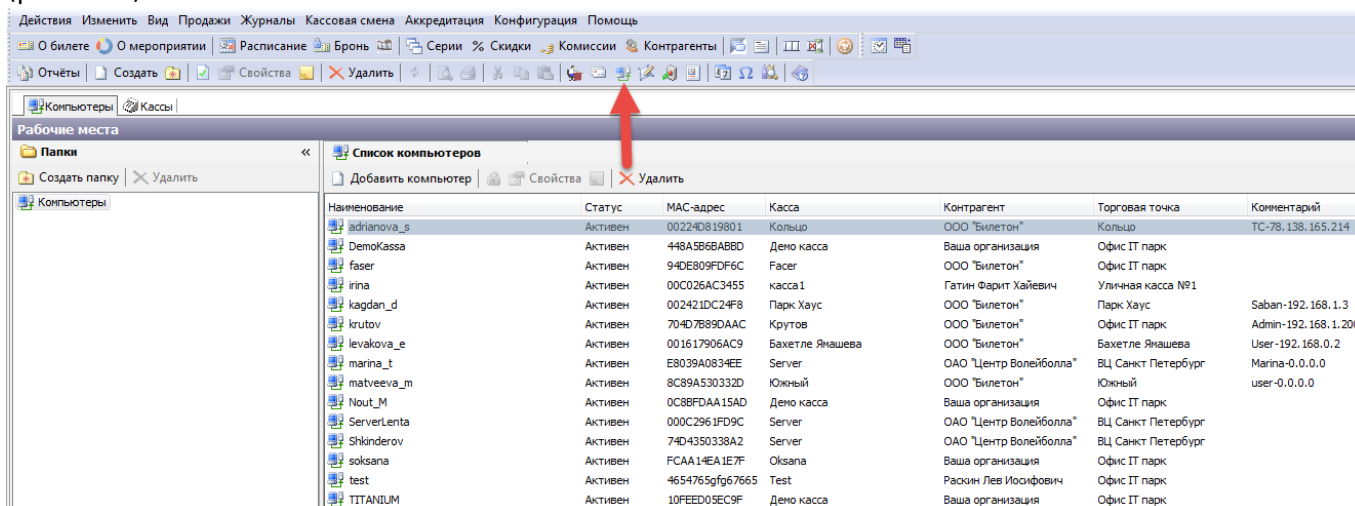 Действия Изменить Вид Продажи Журналы Кассовая смена Аккредитация Конфигурация Помощь
О билете О мероприятии Расписание Бронь Серии % Скидки Комиссии Контрагенты
Отчёты Создать Свойства Удалить
Компьютеры Кассы
Рабочие места
Папки « Список компьютеров
Создать папку Удалить Добавить компьютер Свойства Удалить
Компьютеры
Наименование Статус MAC-адрес Касса Контрагент Торговая точка Комментарий
adrianova_s Активен 00224D819801 Кольцо ООО "Билетон" Кольцо TC-78.138.165.214
DemoKassa Активен 448A5B6BABBD Демо касса Ваша организация Офис IT парк
faser Активен 94DE809FDF6C Facer ООО "Билетон" Офис IT парк
irina Активен 00C026AC3455 касса1 Гатин Фарит Хайевич Уличная касса №1
kagdan_d Активен 002421DC24F8 Парк Хаус ООО "Билетон" Парк Хаус Saban-192.168.1.3
krutov Активен 704D7B89DAAC Крутов ООО "Билетон" Офис IT парк Admin-192.168.1.200
levakova_e Активен 001617906AC9 Бахетле Ямашева ООО "Билетон" Бахетле Ямашева User-192.168.0.2
marina_t Активен E8039A0834EE Server ОАО "Центр Волейболла" ВЦ Санкт Петербург Marina-0.0.0.0
matveeva_m Активен 8C89A530332D Южный ООО "Билетон" Южный user-0.0.0.0
Nout_M Активен 0C8BFDAA15AD Демо касса Ваша организация Офис IT парк
ServerLenta Активен 000C2961FD9C Server ОАО "Центр Волейболла" ВЦ Санкт Петербург
Shkinderov Активен 74D4350338A2 Server ОАО "Центр Волейболла" ВЦ Санкт Петербург
soksana Активен FCAA14EA1E7F Oksana Ваша организация Офис IT парк
test Активен 4654765gfg67665 Test Раскин Лев Иосифович Офис IT парк
TITANIUM Активен 10FEED05EC9F Демо касса Ваша организация Офис IT парк